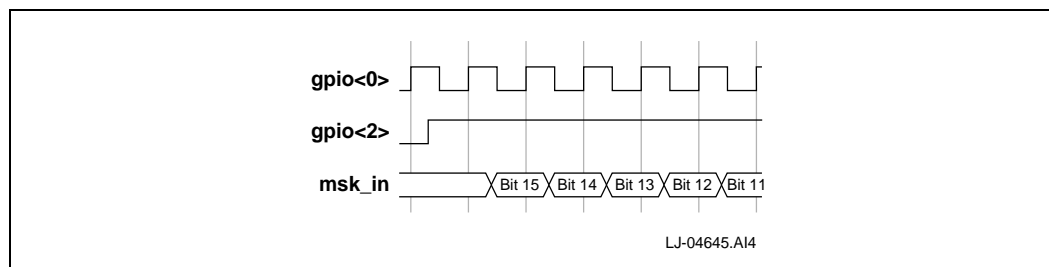 gpio<0>
gpio<2>
msk_in Bit 15 Bit 14 Bit 13 Bit 12 Bit 11
LJ-04645.AI4